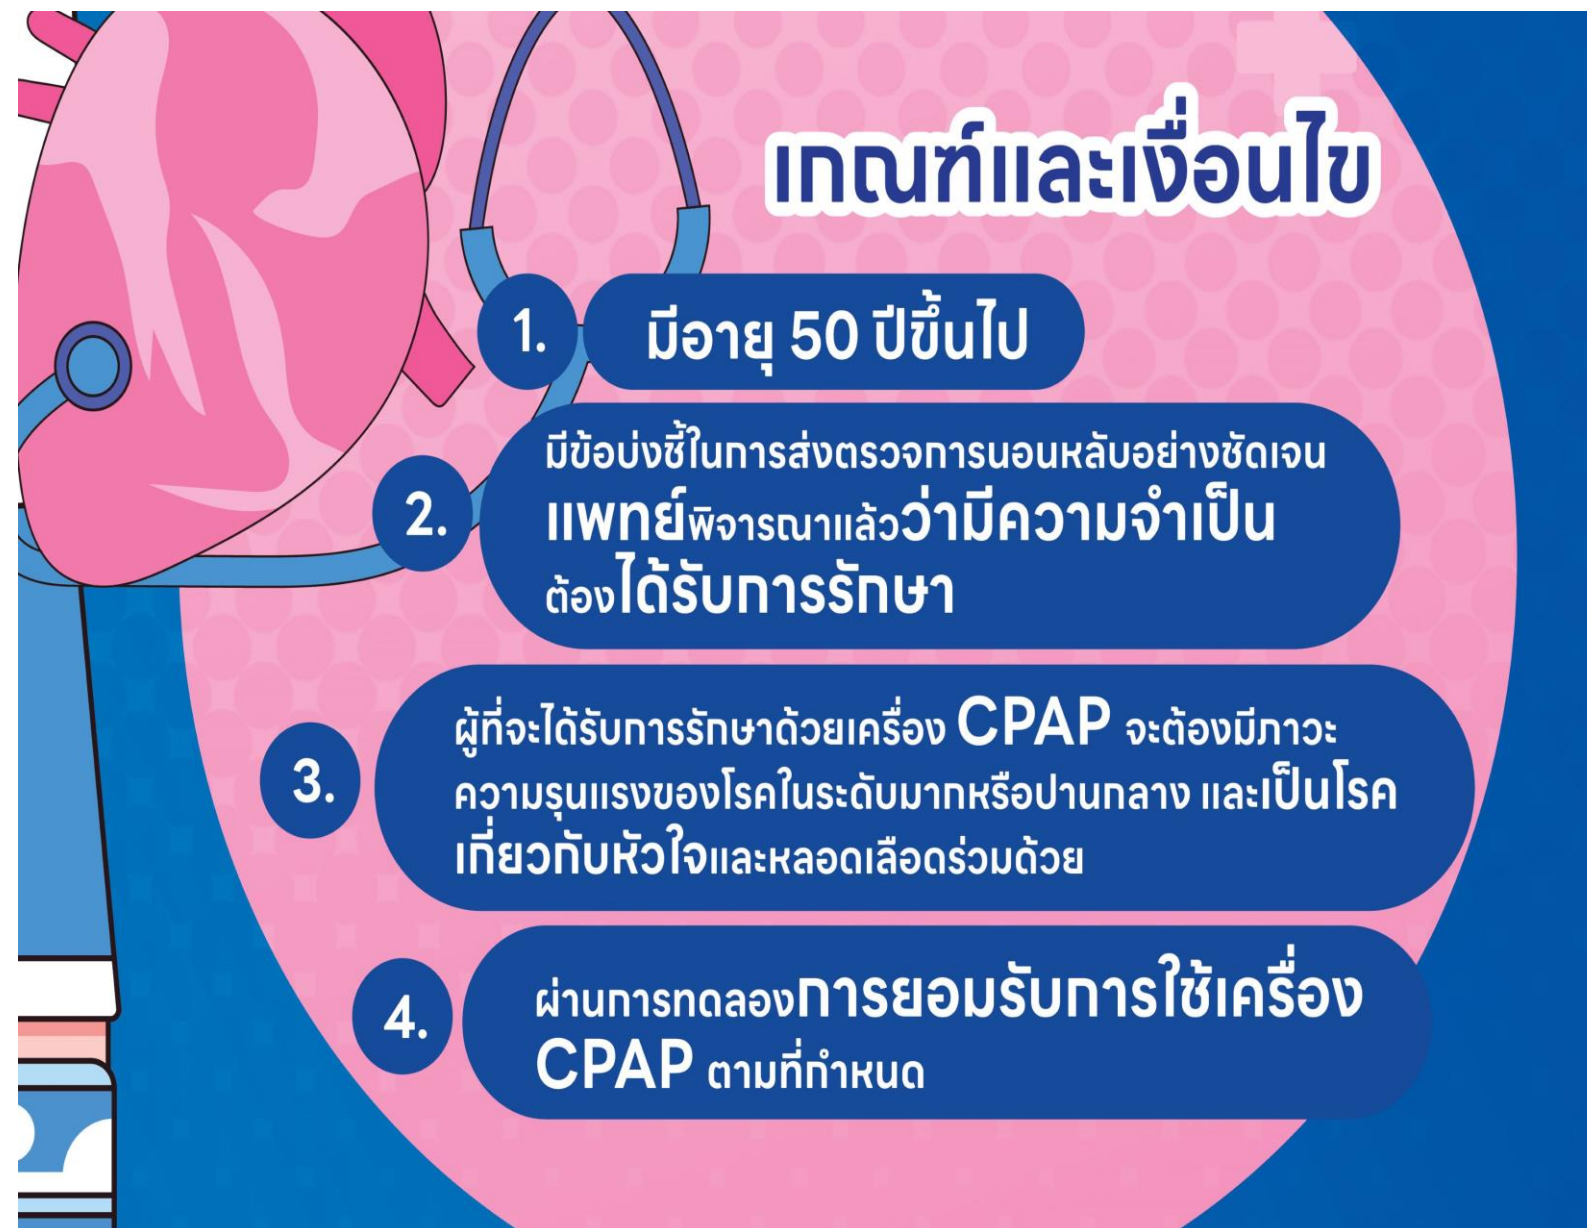 เกณฑ์และเงื่อนไข
1. มีอายุ 50 ปีขึ้นไป
2. มีข้อบ่งชี้ในการส่งตรวจการนอนหลับอย่างชัดเจน
แพทย์พิจารณาแล้วว่ามีความจำเป็น
ต้องได้รับการรักษา
3. ผู้ที่จะได้รับการรักษาด้วยเครื่อง CPAP จะต้องมีภาวะ
ความรุนแรงของโรคในระดับมากหรือปานกลาง และเป็นโรค
เกี่ยวกับหัวใจและหลอดเลือดร่วมด้วย
4. ผ่านการทดลองการยอมรับการใช้เครื่อง
CPAP ตามที่กำหนด